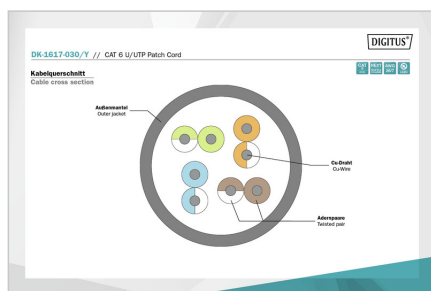 DIGITUS®
DK-1617-030/Y // CAT 6 U/UTP Patch Cord
Kabelquerschnitt
Cable cross section
Außenmantel
Outer jacket
Cu-Draht
Cu-Wire
Adernpaare
Twisted pair